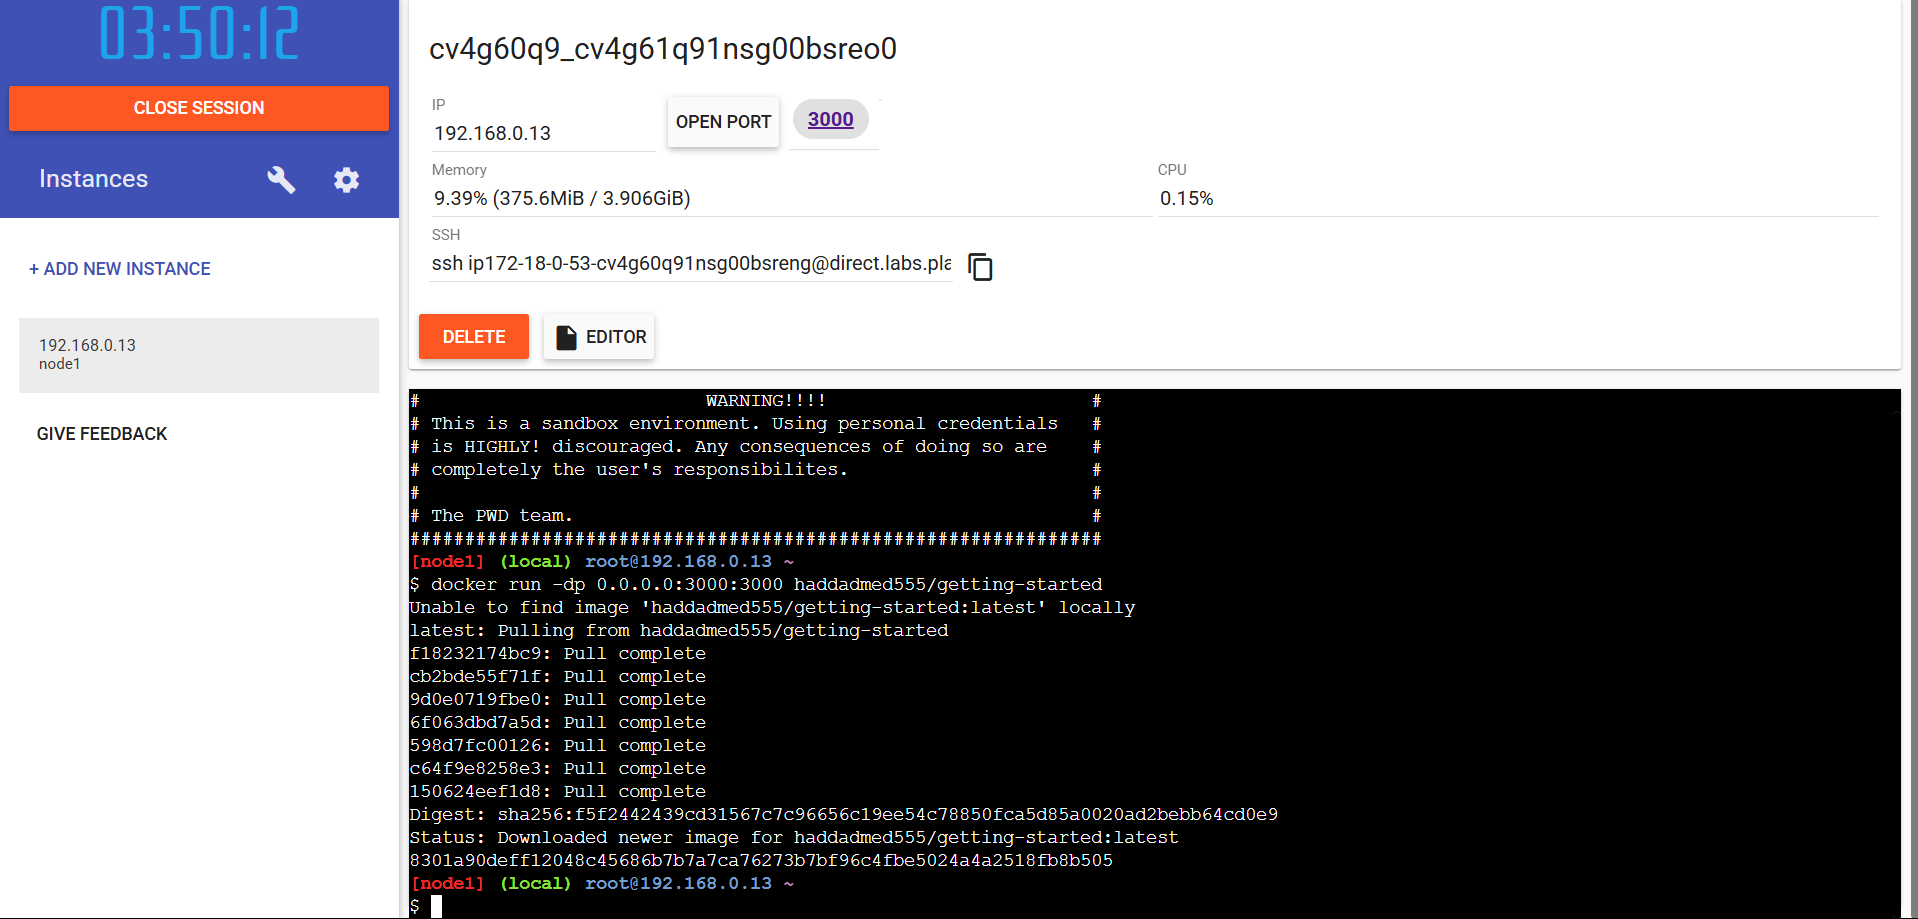 03:50:12
CLOSE SESSION
Instances
+ ADD NEW INSTANCE
192.168.0.13
node1
GIVE FEEDBACK
cv4g60q9_cv4g61q91nsg00bsreo0
IP
192.168.0.13
OPEN PORT
3000
Memory
9.39% (375.6MiB / 3.906GiB)
CPU
0.15%
SSH
ssh ip172-18-0-53-cv4g60q91nsg00bsreng@direct.labs.pla
DELETE
EDITOR
# WARNING!!!! #
# This is a sandbox environment. Using personal credentials #
# is HIGHLY! discouraged. Any consequences of doing so are #
# completely the user's responsibilites. #
# #
# The PWD team. #
###############################################################
[node1] (local) root@192.168.0.13 ~
$ docker run -dp 0.0.0.0:3000:3000 haddadmed555/getting-started
Unable to find image 'haddadmed555/getting-started:latest' locally
latest: Pulling from haddadmed555/getting-started
f18232174bc9: Pull complete
cb2bde55f71f: Pull complete
9d0e0719fbe0: Pull complete
6f063dbd7a5d: Pull complete
598d7fc00126: Pull complete
c64f9e8258e3: Pull complete
150624eef1d8: Pull complete
Digest: sha256:f5f2442439cd31567c7c96656c19ee54c78850fca5d85a0020ad2bebb64cd0e9
Status: Downloaded newer image for haddadmed555/getting-started:latest
8301a90deff12048c45686b7b7a7ca76273b7bf96c4fbe5024a4a2518fb8b505
[node1] (local) root@192.168.0.13 ~
$